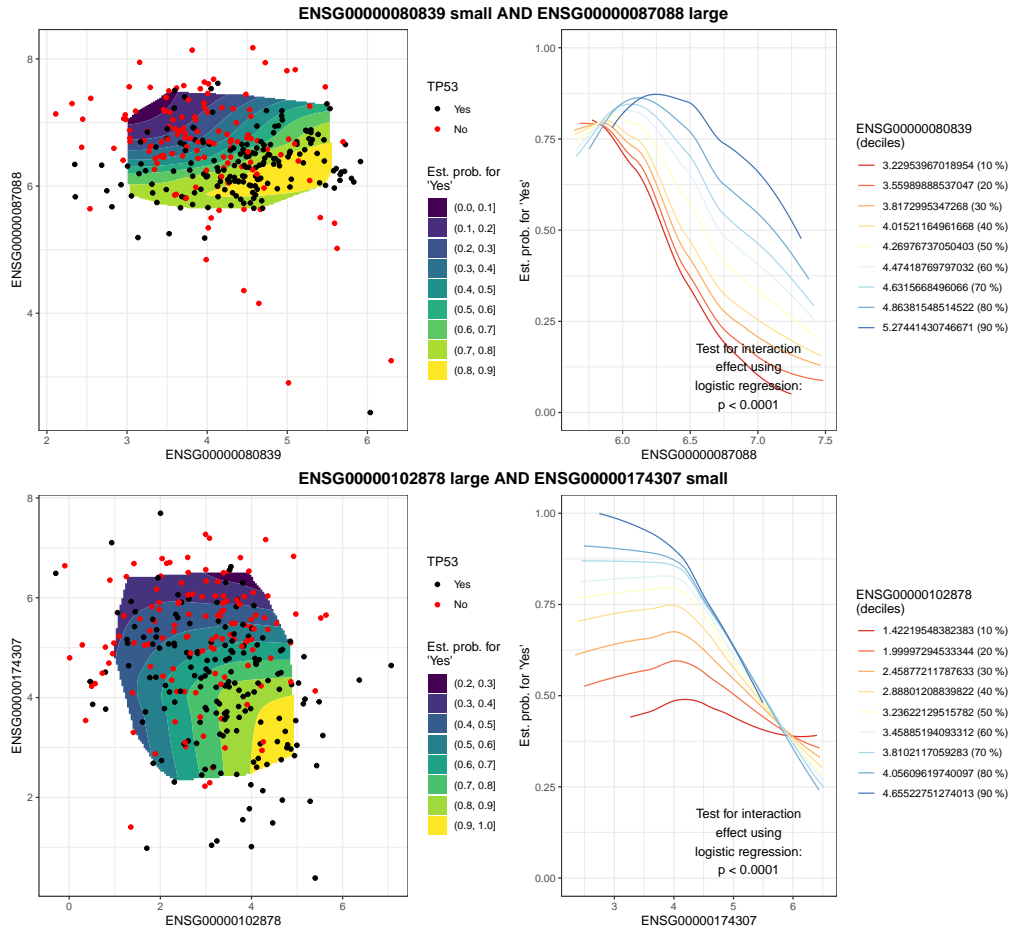 ENSG00000080839 small AND ENSG00000087088 large
8
6
4
2
3
4
5
6
ENSG00000080839
ENSG00000087088
TP53
Yes
No
Est. prob. for
'Yes'
(0.0, 0.1]
(0.1, 0.2]
(0.2, 0.3]
(0.3, 0.4]
(0.4, 0.5]
(0.5, 0.6]
(0.6, 0.7]
(0.7, 0.8]
(0.8, 0.9]
1.00
0.75
0.50
0.25
0.00
6.0
6.5
7.0
7.5
ENSG00000087088
Est. prob. for 'Yes'
Test for interaction
effect using
logistic regression:
p < 0.0001
ENSG00000080839
(deciles)
3.22953967018954 (10 %)
3.55989888537047 (20 %)
3.8172995347268 (30 %)
4.01521164961668 (40 %)
4.26976737050403 (50 %)
4.47418769797032 (60 %)
4.6315668496066 (70 %)
4.86381548514522 (80 %)
5.27441430746671 (90 %)
ENSG00000102878 large AND ENSG00000174307 small
8
6
4
2
0
2
4
6
ENSG00000102878
ENSG00000174307
TP53
Yes
No
Est. prob. for
'Yes'
(0.2, 0.3]
(0.3, 0.4]
(0.4, 0.5]
(0.5, 0.6]
(0.6, 0.7]
(0.7, 0.8]
(0.8, 0.9]
(0.9, 1.0]
1.00
0.75
0.50
0.25
0.00
3
4
5
6
ENSG00000174307
Est. prob. for 'Yes'
Test for interaction
effect using
logistic regression:
p < 0.0001
ENSG00000102878
(deciles)
1.42219548382383 (10 %)
1.99997294533344 (20 %)
2.45877211787633 (30 %)
2.88801208839822 (40 %)
3.23622129515782 (50 %)
3.45885194093312 (60 %)
3.8102117059283 (70 %)
4.05609619740097 (80 %)
4.65522751274013 (90 %)